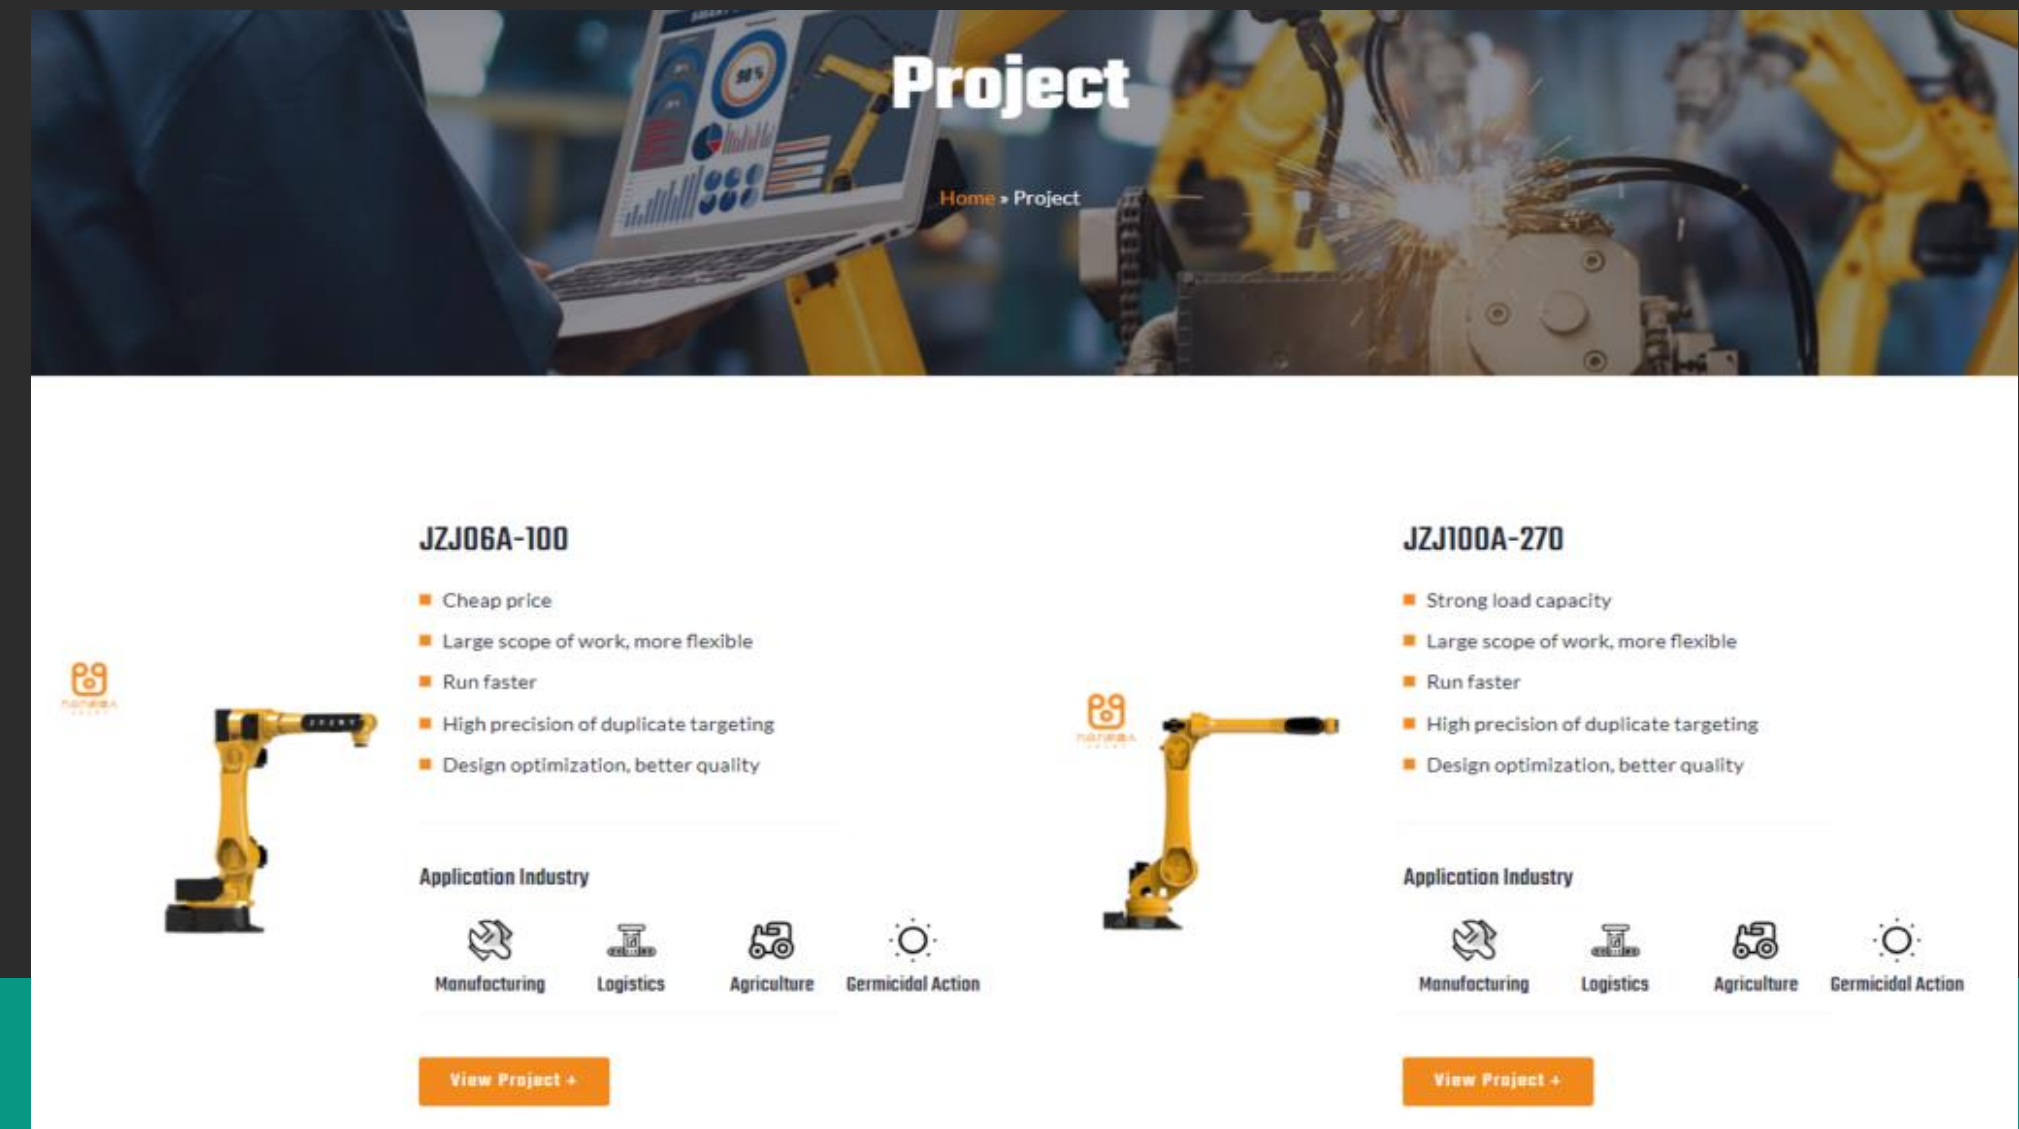 Project
Home » Project
98%
JZJ06A-100
Cheap price
Large scope of work, more flexible
Run faster
High precision of duplicate targeting
Design optimization, better quality
Application Industry
Manufacturing
Logistics
Agriculture
Germicidal Action
View Project +
JZJ100A-270
Strong load capacity
Large scope of work, more flexible
Run faster
High precision of duplicate targeting
Design optimization, better quality
Application Industry
Manufacturing
Logistics
Agriculture
Germicidal Action
View Project +